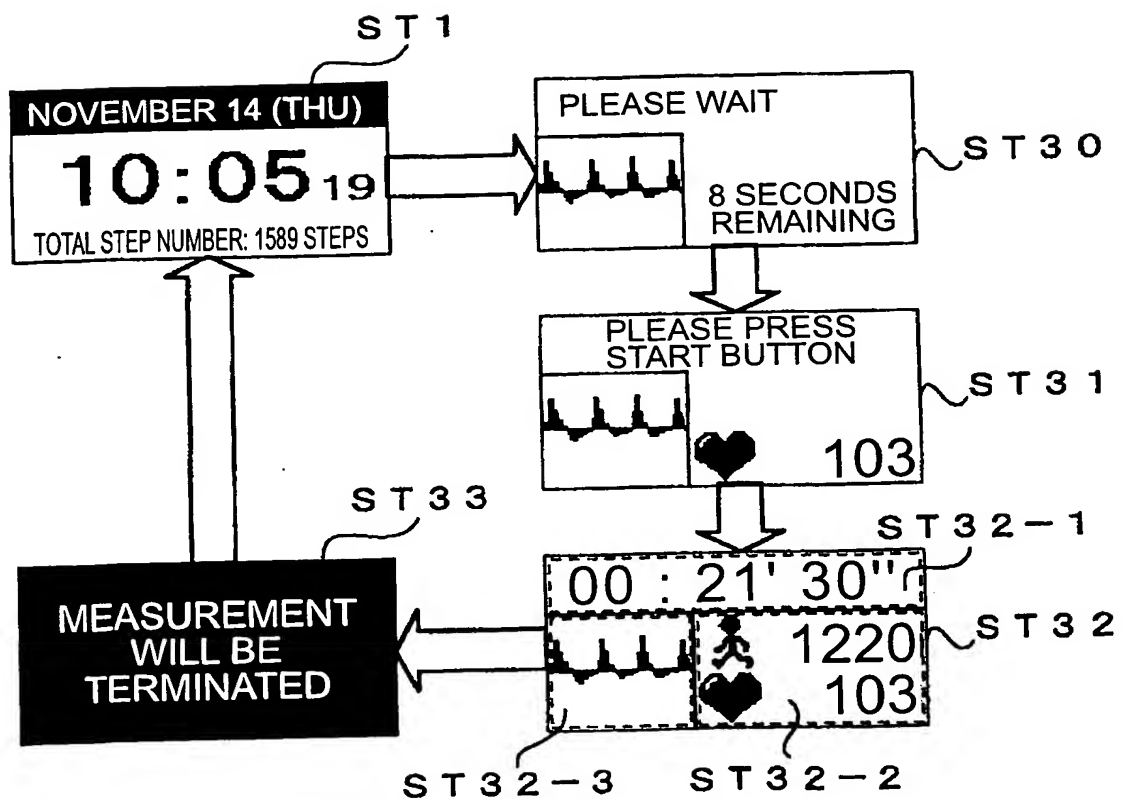 ST1
NOVEMBER 14 (THU)
10:05 19
TOTAL STEP NUMBER: 1589 STEPS
PLEASE WAIT
8 SECONDS
REMAINING
ST30
PLEASE PRESS
START BUTTON
103
ST31
ST33
MEASUREMENT
WILL BE
TERMINATED
ST32-1
00 : 21' 30"
1220
103
ST32
ST32-3
ST32-2